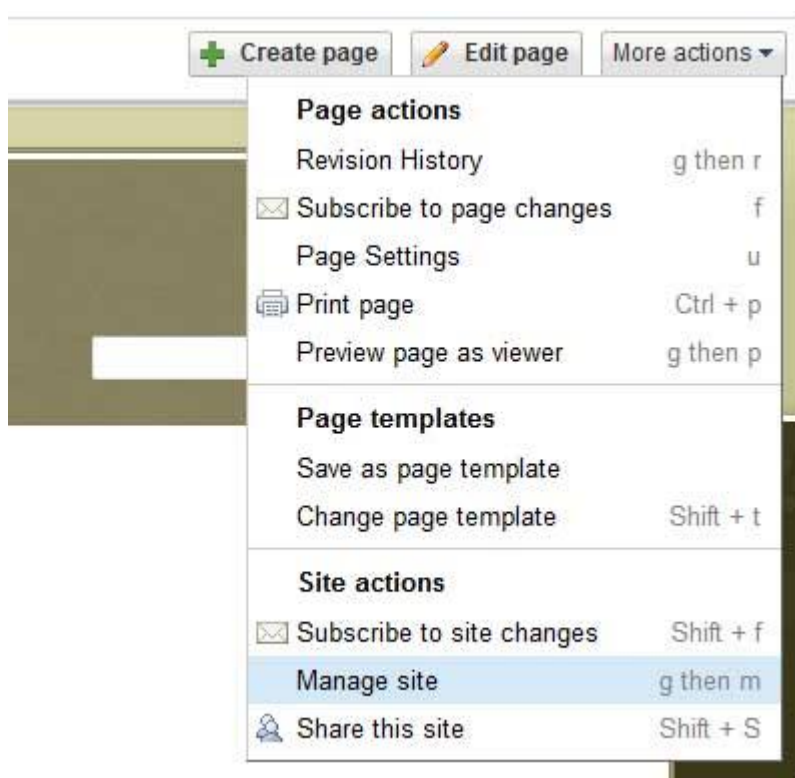 Create page Edit page More actions
Page actions
Revision History g then r
Subscribe to page changes f
Page Settings u
Print page Ctrl + p
Preview page as viewer g then p
Page templates
Save as page template
Change page template Shift + t
Site actions
Subscribe to site changes Shift + f
Manage site g then m
Share this site Shift + S